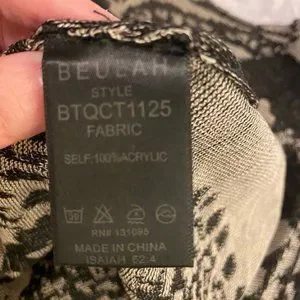 BEULAH
STYLE
BTQCT1125
FABRIC
SELF:100%ACRYLIC
RN# 131095
MADE IN CHINA
ISAIAH 62:4